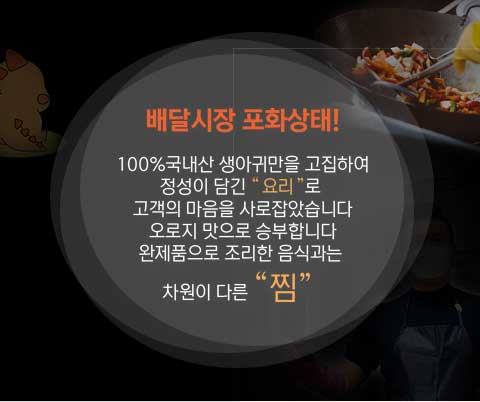 배달시장 포화상태!
100%국내산 생아귀만을 고집하여
정성이 담긴 “요리”로
고객의 마음을 사로잡았습니다
오로지 맛으로 승부합니다
완제품으로 조리한 음식과는
차원이 다른 “찜”